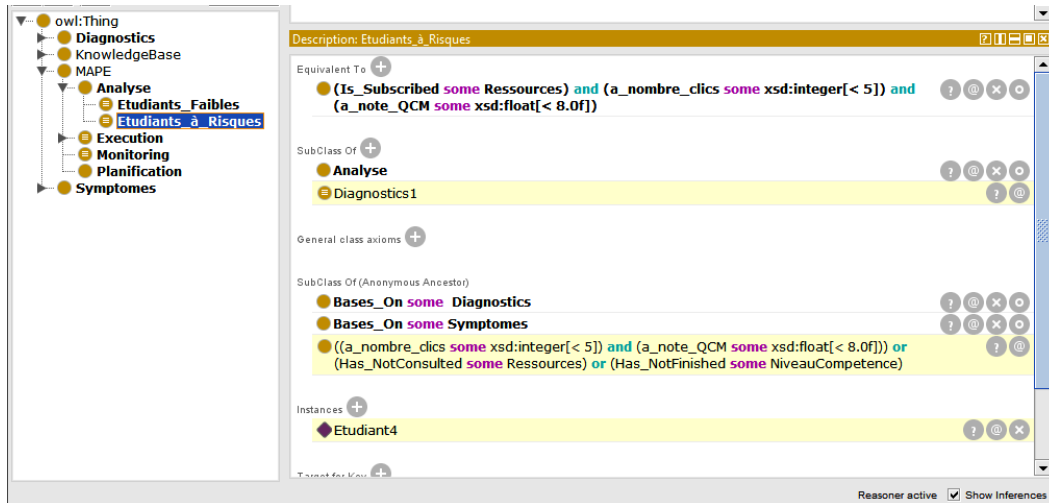 owl:Thing
Diagnostics
KnowledgeBase
MAPE
Analyse
Etudiants_Faibles
Etudiants_à_Risques
Execution
Monitoring
Planification
Symptomes
Description: Etudiants_à_Risques
Equivalent To
(Is_Subscribed some Ressources) and (a_nombre_clics some xsd:integer[< 5]) and
(a_note_QCM some xsd:float[< 8.0f])
SubClass Of
Analyse
Diagnostics1
General class axioms
SubClass Of (Anonymous Ancestor)
Bases_On some Diagnostics
Bases_On some Symptomes
((a_nombre_clics some xsd:integer[< 5]) and (a_note_QCM some xsd:float[< 8.0f])) or
(Has_NotConsulted some Ressources) or (Has_NotFinished some NiveauCompetence)
Instances
Etudiant4
Target for Key
Reasoner active Show Inferences